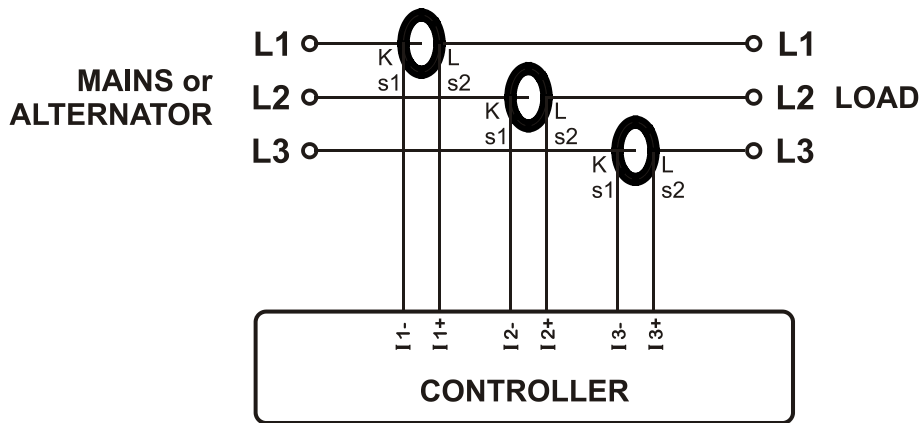 L1 L1
K L
s1 s2
MAINS or
ALTERNATOR
L2 L2 LOAD
K L
s1 s2
L3 L3
K L
s1 s2
I1- I1+ I2- I2+ I3- I3+
CONTROLLER